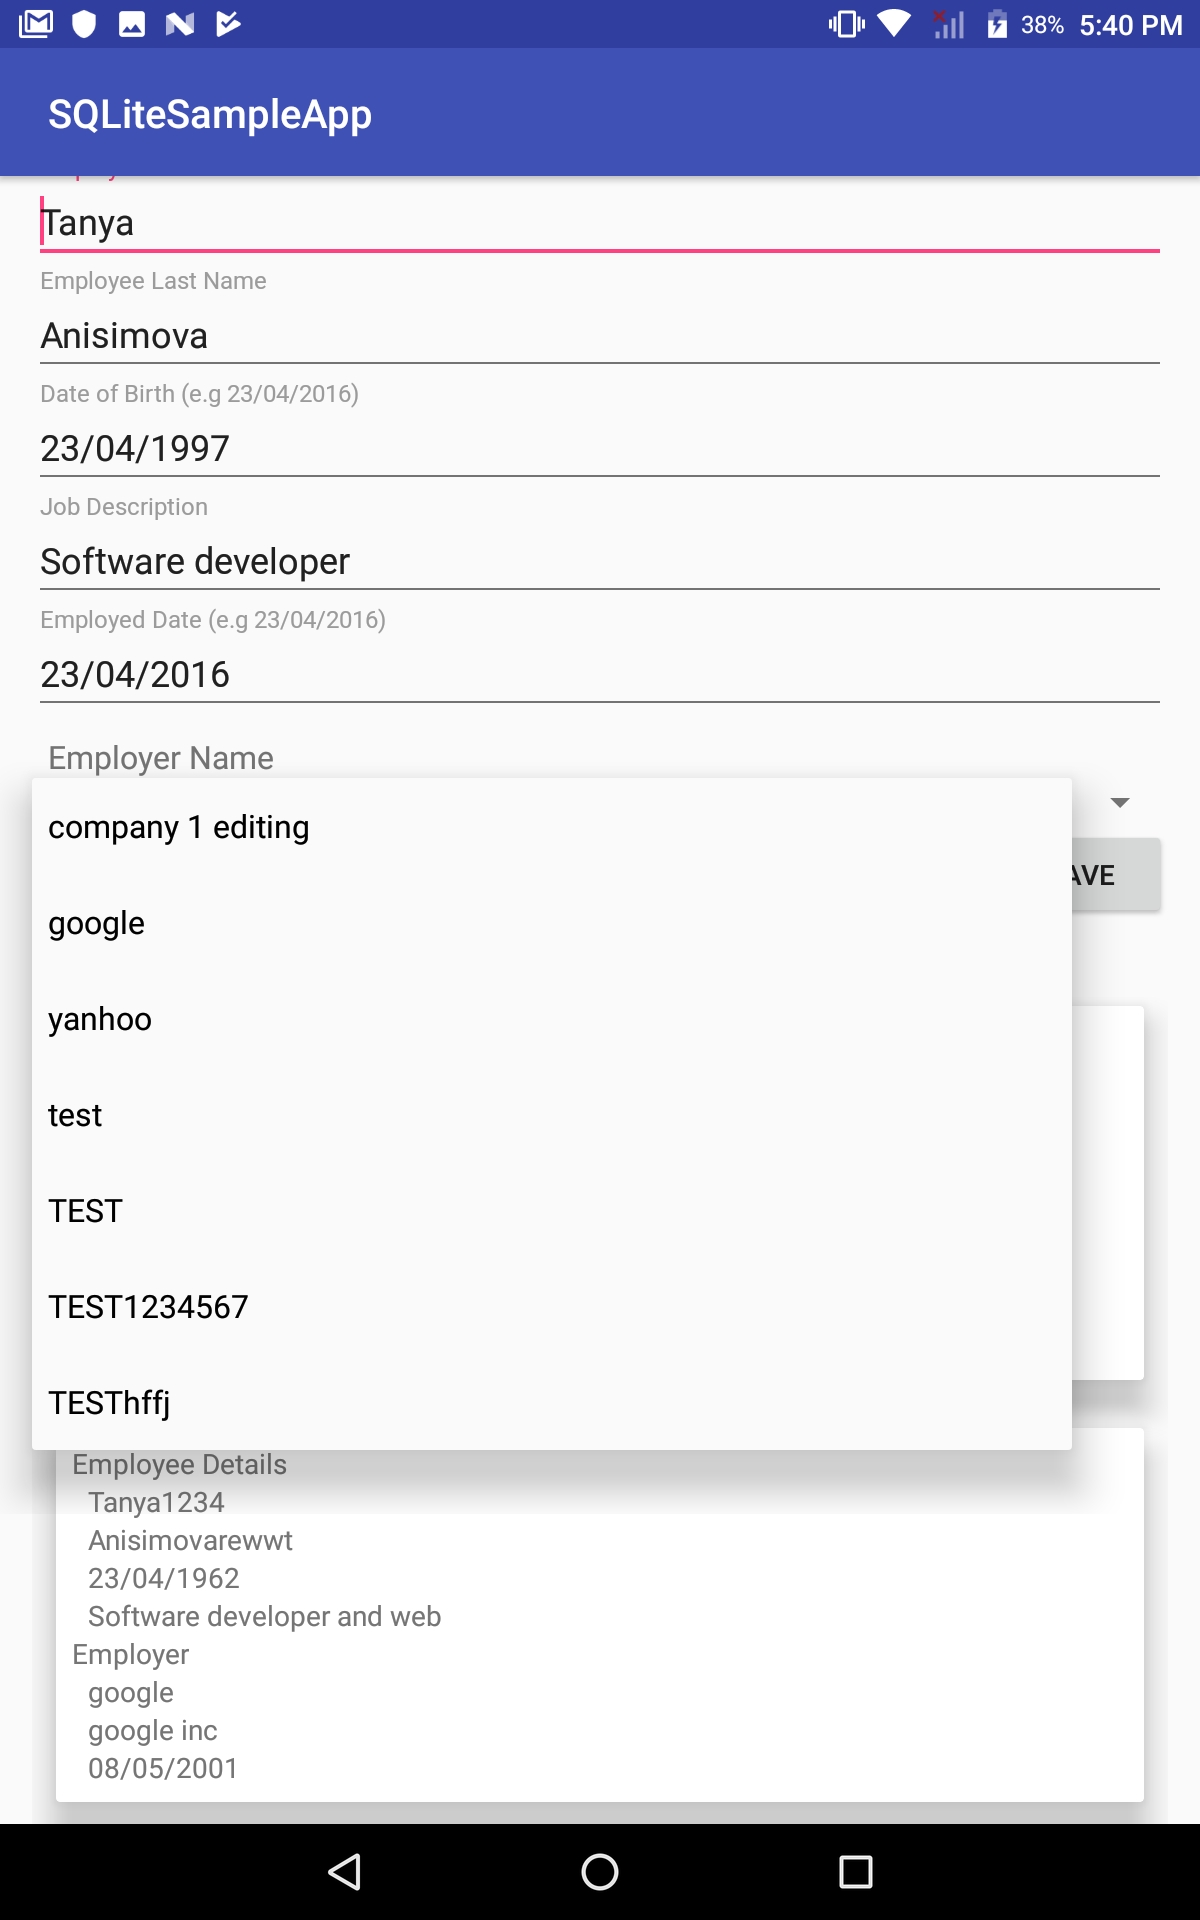 38% 5:40 PM
SQLiteSampleApp
Tanya
Employee Last Name
Anisimova
Date of Birth (e.g 23/04/2016)
23/04/1997
Job Description
Software developer
Employed Date (e.g 23/04/2016)
23/04/2016
Employer Name
company 1 editing
AVE
google
yanhoo
test
TEST
TEST1234567
TESThffj
Employee Details
Tanya1234
Anisimovarewwt
23/04/1962
Software developer and web
Employer
google
google inc
08/05/2001